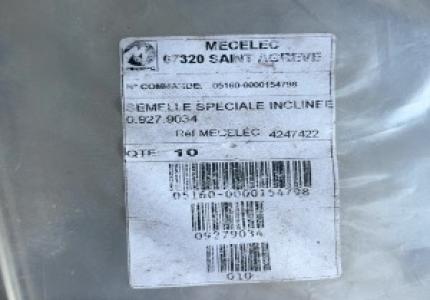 MECELEC
07320 SAINT AGREVE
N° COMMANDE. 05160-0000154798
SEMELLE SPECIALE INCLINEE
0.927.9034
Réf MECELEC 4247422
QTE 10
05160-0000154798
09279034
010